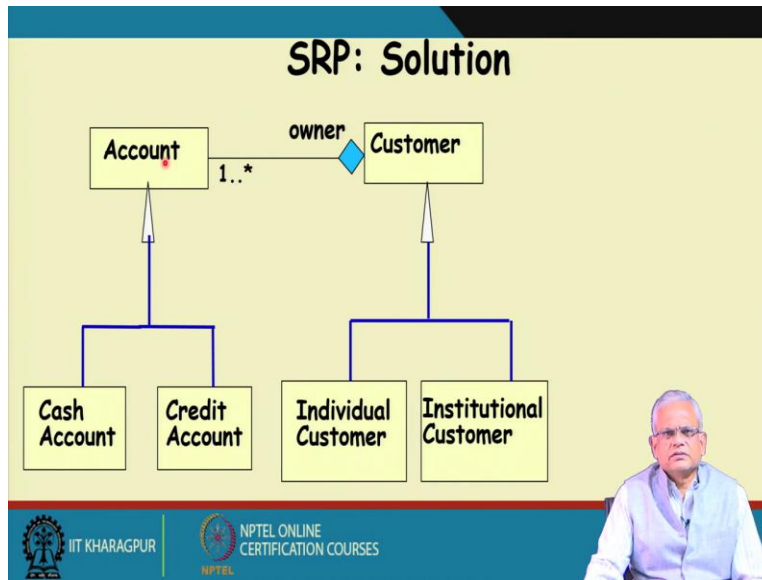 SRP: Solution
owner
Account
Customer
1..*
Cash
Account
Credit
Account
Individual
Customer
Institutional
Customer
IIT KHARAGPUR
NPTEL
NPTEL ONLINE
CERTIFICATION COURSES